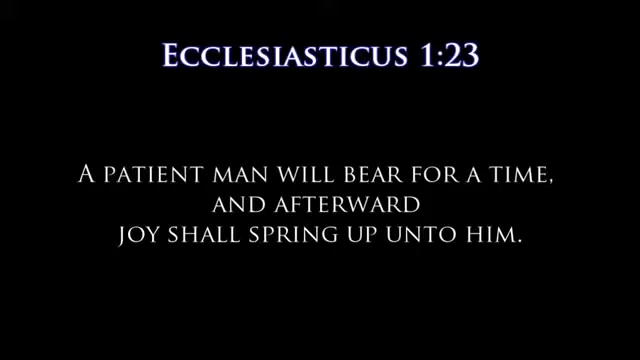 Ecclesiasticus 1:23
A patient man will bear for a time,
and afterward
joy shall spring up unto him.